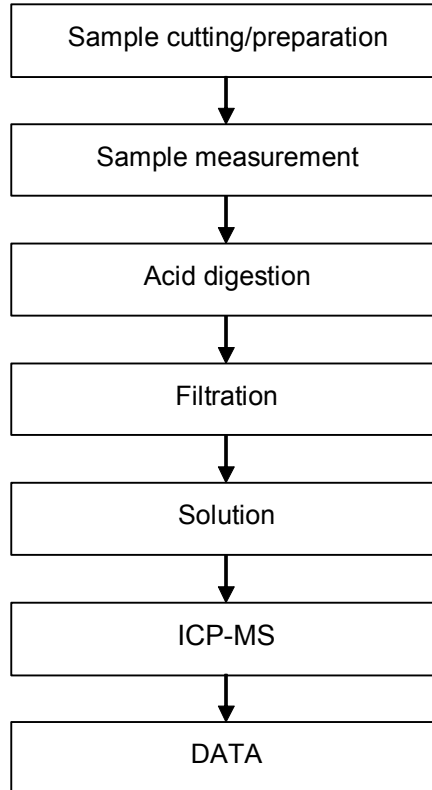 Sample cutting/preparation
Sample measurement
Acid digestion
Filtration
Solution
ICP-MS
DATA